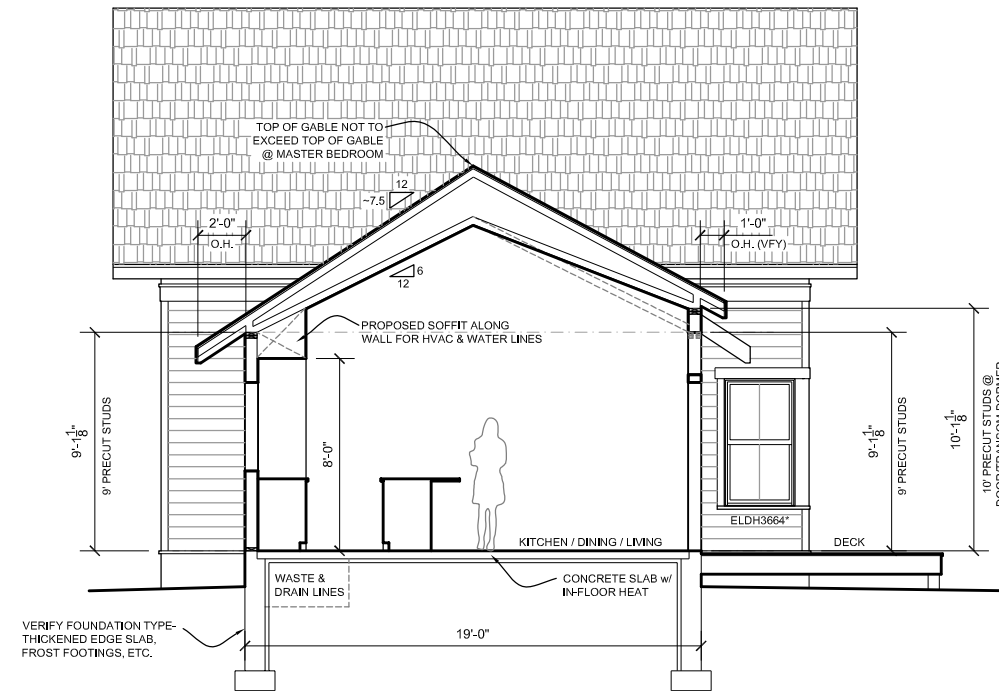 TOP OF GABLE NOT TO
EXCEED TOP OF GABLE
@ MASTER BEDROOM
12
~7.5
2'-0"
O.H.
1'-0"
O.H. (VFY)
6
12
PROPOSED SOFFIT ALONG
WALL FOR HVAC & WATER LINES
9'-1 1/8"
9' PRECUT STUDS
8'-0"
9'-1 1/8"
9' PRECUT STUDS
10'-1 1/8"
10' PRECUT STUDS @
DOOR/TRANSOM DORMER
ELDH3664*
KITCHEN / DINING / LIVING
DECK
WASTE &
DRAIN LINES
CONCRETE SLAB w/
IN-FLOOR HEAT
VERIFY FOUNDATION TYPE-
THICKENED EDGE SLAB,
FROST FOOTINGS, ETC.
19'-0"